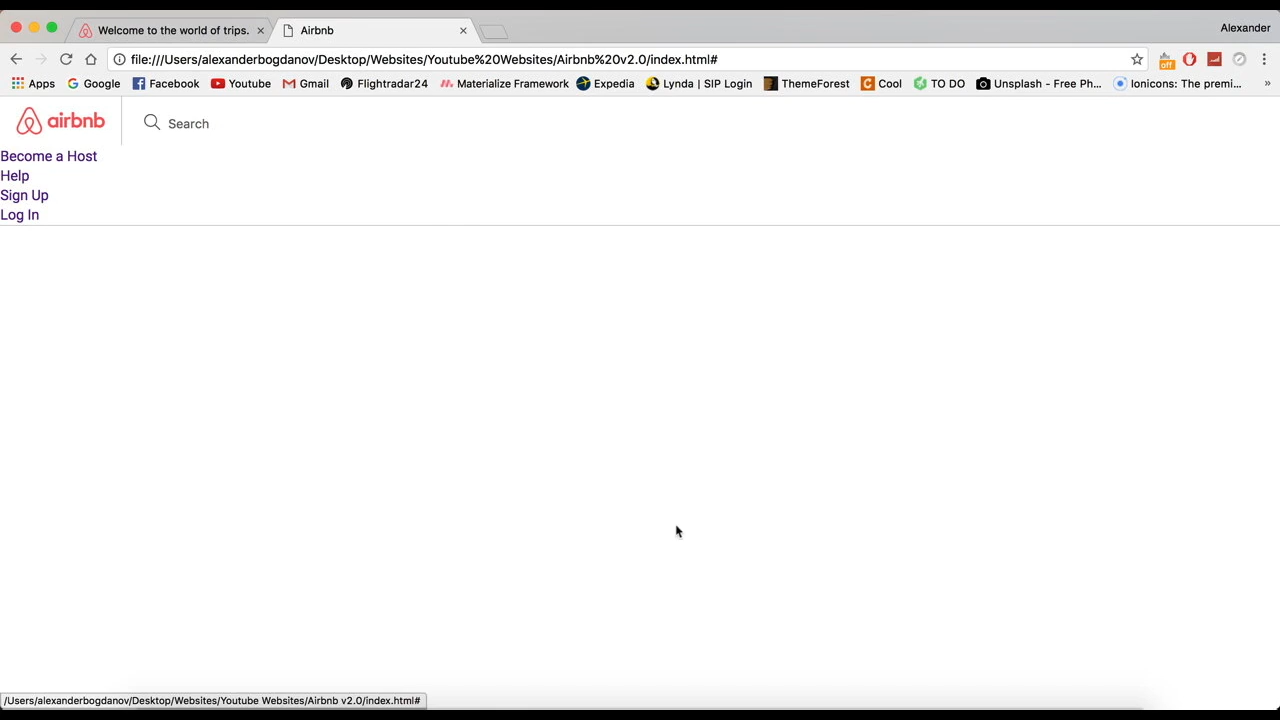 Welcome to the world of trips.
Airbnb
Alexander
file:///Users/alexanderbogdanov/Desktop/Websites/Youtube%20Websites/Airbnb%20v2.0/index.html#
off
Apps Google Facebook Youtube Gmail Flightradar24 Materialize Framework Expedia Lynda | SIP Login ThemeForest Cool TO DO Unsplash - Free Ph... Ionicons: The premi... »
airbnb Search
Become a Host
Help
Sign Up
Log In
/Users/alexanderbogdanov/Desktop/Websites/Youtube Websites/Airbnb v2.0/index.html#